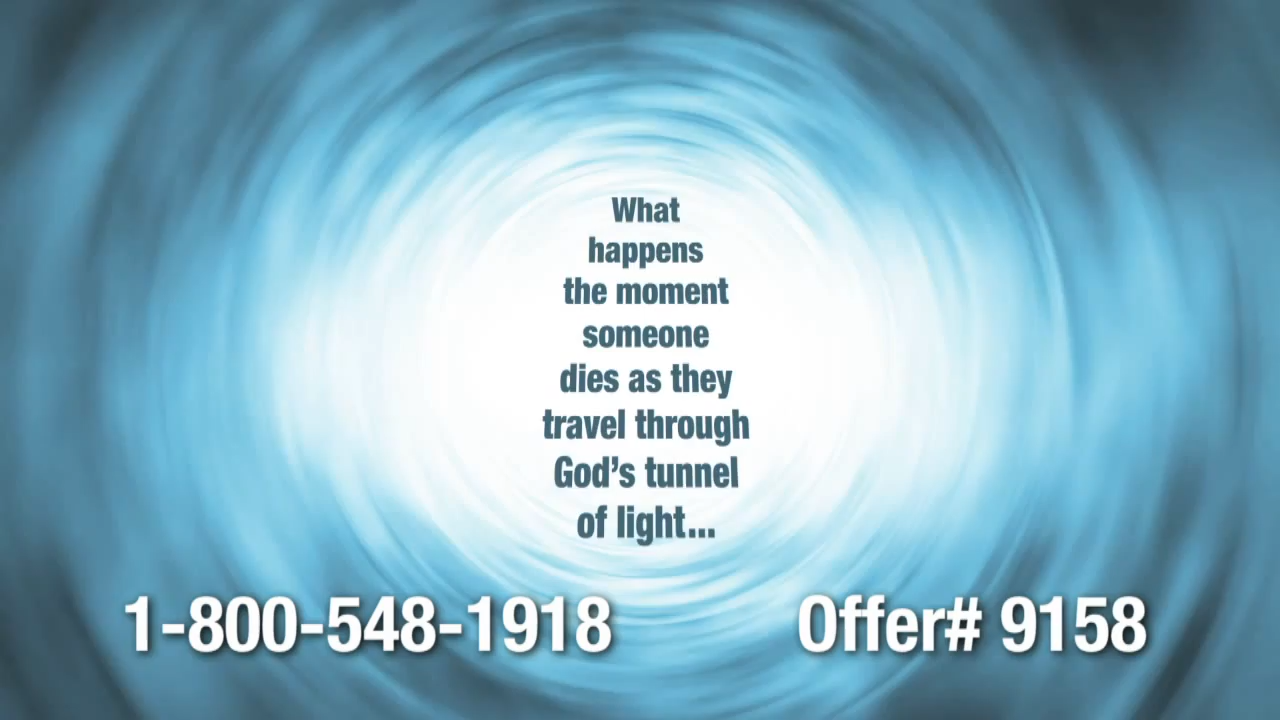 What
happens
the moment
someone
dies as they
travel through
God's tunnel
of light...
1-800-548-1918
Offer# 9158